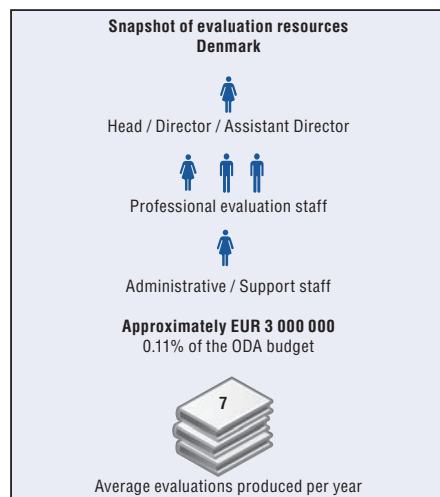 Snapshot of evaluation resources
Denmark
Head / Director / Assistant Director
Professional evaluation staff
Administrative / Support staff
Approximately EUR 3 000 000
0.11% of the ODA budget
7
Average evaluations produced per year